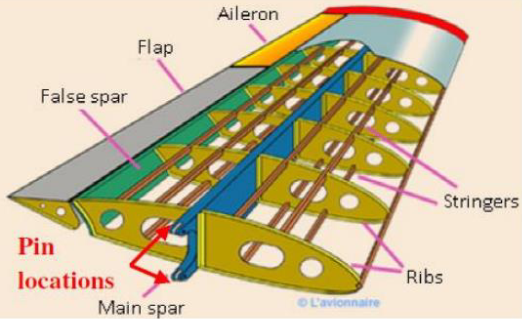 Aileron
Flap
False spar
Stringers
Pin
locations
Ribs
Main spar
© L'avionnaire